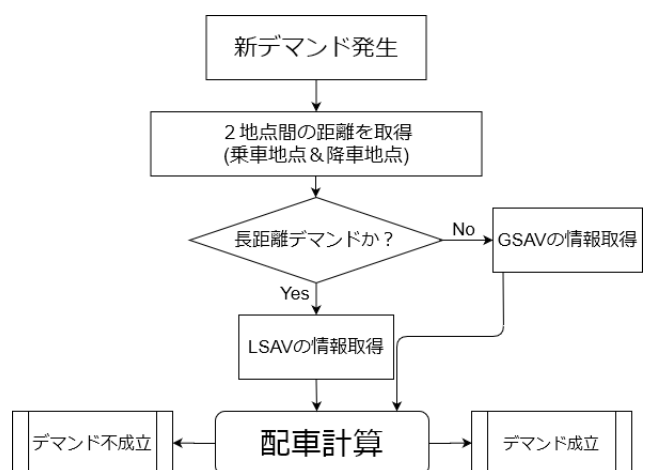 新デマンド発生
２地点間の距離を取得
(乗車地点＆降車地点)
長距離デマンドか？
No
GSAVの情報取得
Yes
LSAVの情報取得
デマンド不成立
配車計算
デマンド成立